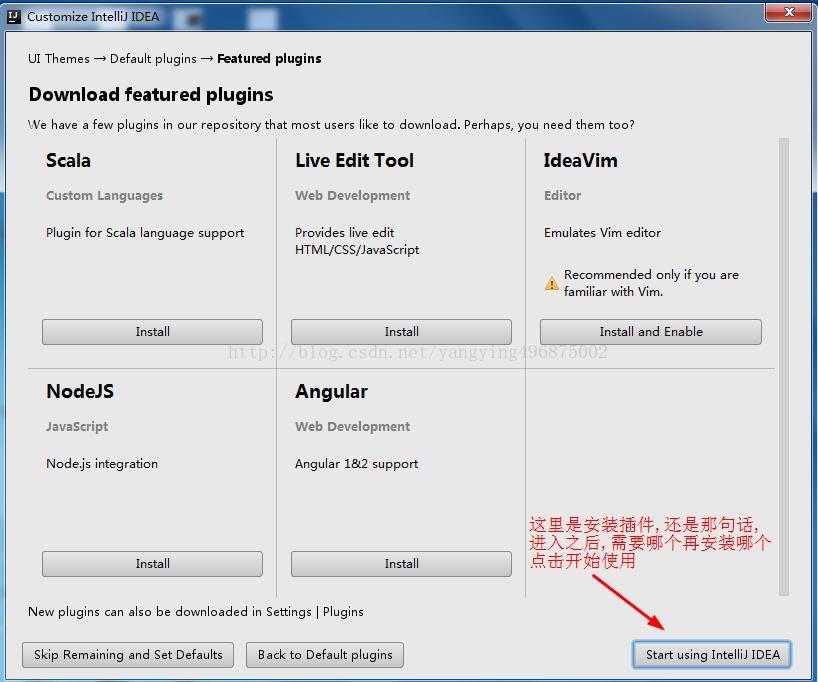 Customize IntelliJ IDEA
UI Themes → Default plugins → Featured plugins
Download featured plugins
We have a few plugins in our repository that most users like to download. Perhaps, you need them too?
Scala
Custom Languages
Plugin for Scala language support
Install
Live Edit Tool
Web Development
Provides live edit
HTML/CSS/JavaScript
Install
IdeaVim
Editor
Emulates Vim editor
Recommended only if you are
familiar with Vim.
Install and Enable
http://blog.csdn.net/yangying496875002
NodeJS
JavaScript
Node.js integration
Install
Angular
Web Development
Angular 1&2 support
Install
这里是安装插件,还是那句话,
进入之后,需要哪个再安装哪个
点击开始使用
New plugins can also be downloaded in Settings | Plugins
Skip Remaining and Set Defaults
Back to Default plugins
Start using IntelliJ IDEA